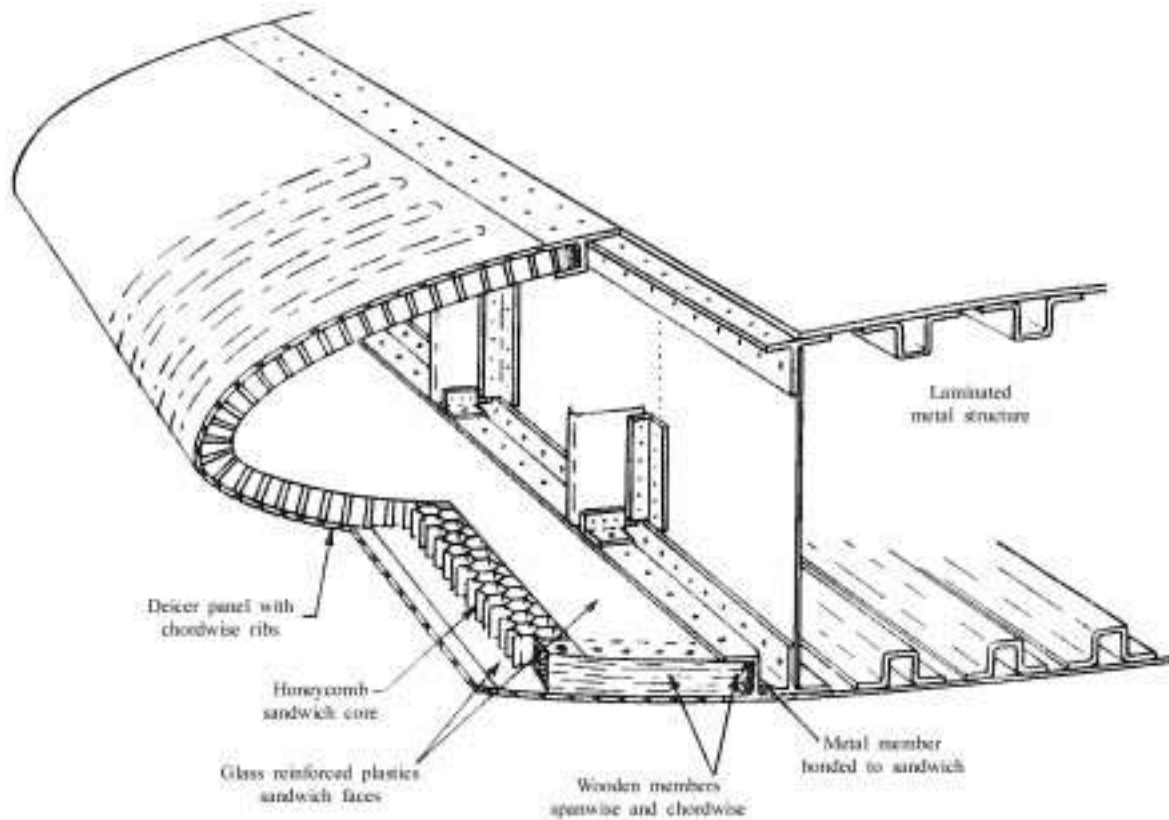 Laminated
metal structure
Deicer panel with
chordwise ribs
Honeycomb
sandwich core
Glass reinforced plastics
sandwich faces
Wooden members
spanwise and chordwise
Metal member
bonded to sandwich